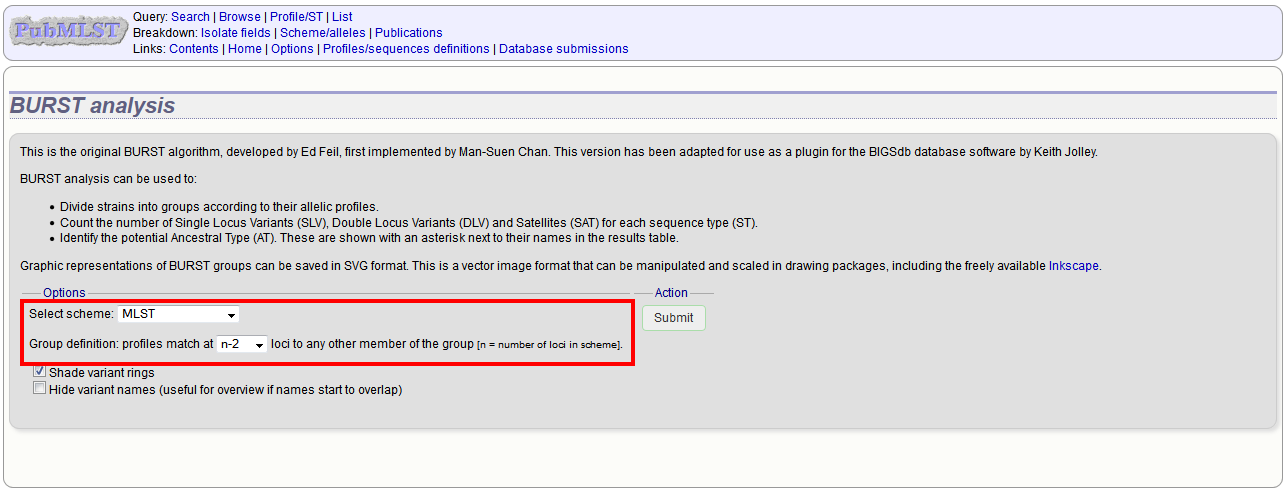 PubMLST
Query: Search | Browse | Profile/ST | List
Breakdown: Isolate fields | Scheme/alleles | Publications
Links: Contents | Home | Options | Profiles/sequences definitions | Database submissions
BURST analysis
This is the original BURST algorithm, developed by Ed Feil, first implemented by Man-Suen Chan. This version has been adapted for use as a plugin for the BIGSdb database software by Keith Jolley.
BURST analysis can be used to:
• Divide strains into groups according to their allelic profiles.
• Count the number of Single Locus Variants (SLV), Double Locus Variants (DLV) and Satellites (SAT) for each sequence type (ST).
• Identify the potential Ancestral Type (AT). These are shown with an asterisk next to their names in the results table.
Graphic representations of BURST groups can be saved in SVG format. This is a vector image format that can be manipulated and scaled in drawing packages, including the freely available Inkscape.
Options
Select scheme: MLST
Group definition: profiles match at n-2 loci to any other member of the group [n = number of loci in scheme].
Shade variant rings
Hide variant names (useful for overview if names start to overlap)
Action
Submit